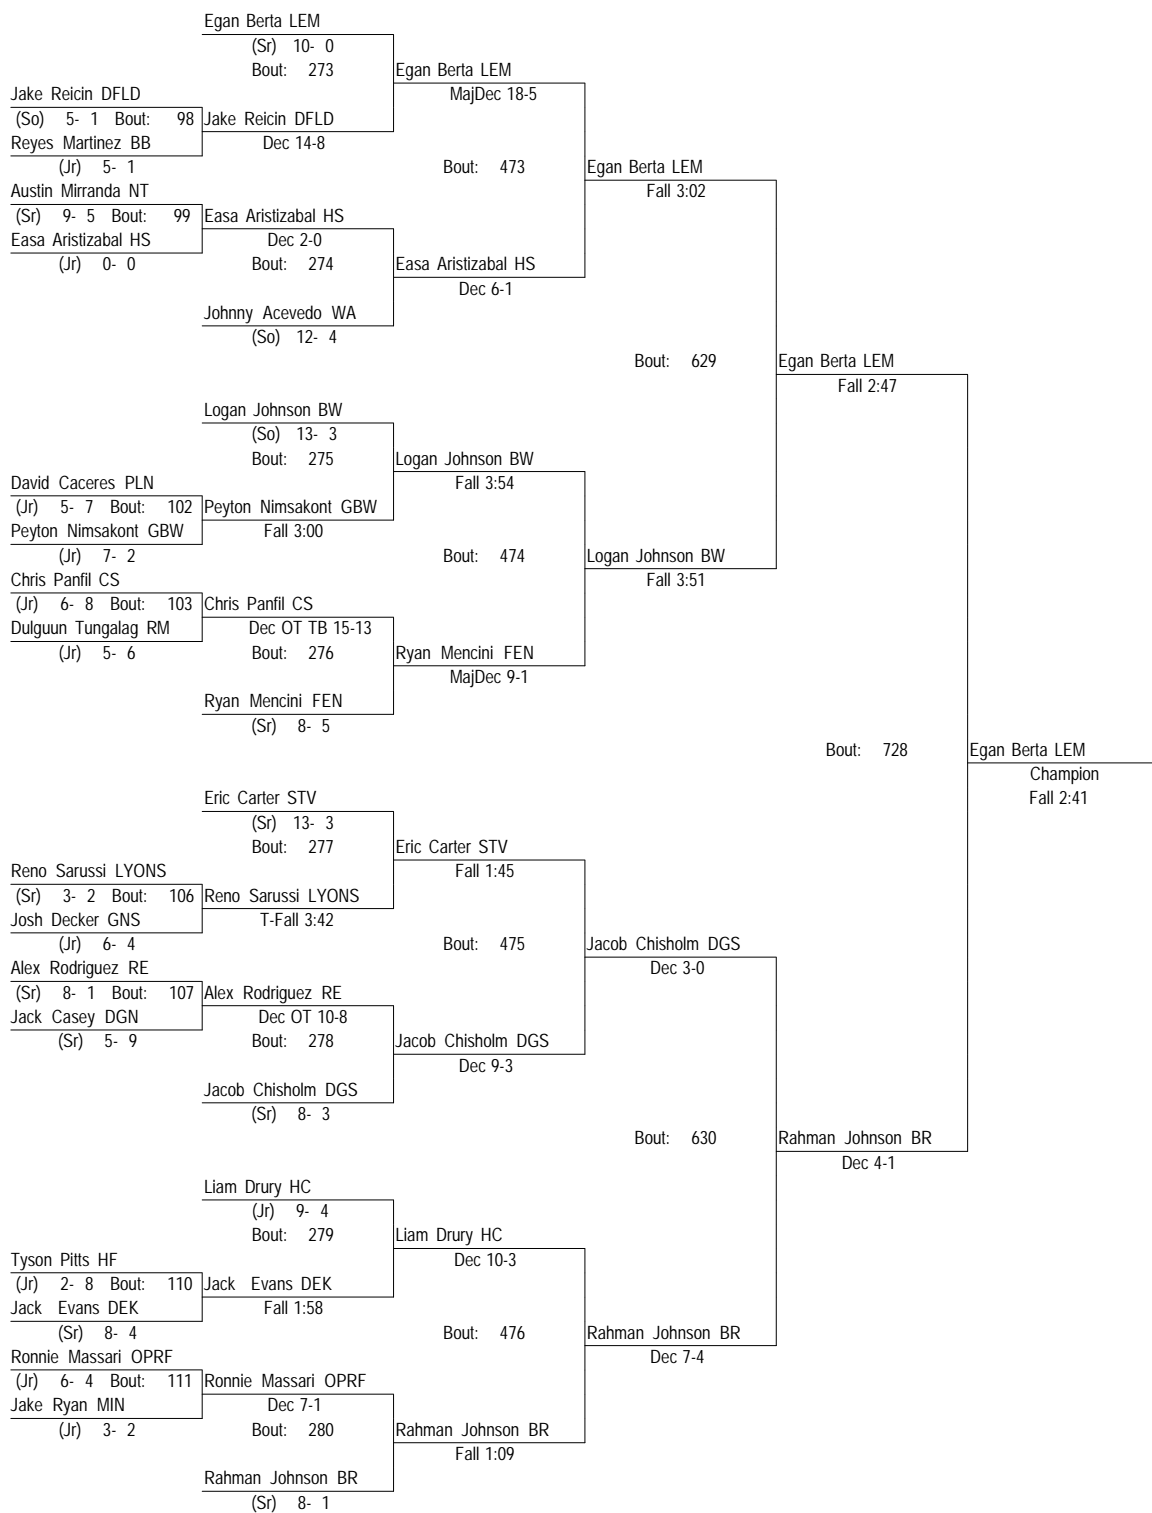 Egan Berta LEM
(Sr) 10- 0
Bout: 273
Egan Berta LEM
MajDec 18-5
Jake Reicin DFLD
(So) 5- 1 Bout: 98
Jake Reicin DFLD
Dec 14-8
Reyes Martinez BB
(Jr) 5- 1
Bout: 473
Egan Berta LEM
Fall 3:02
Austin Mirranda NT
(Sr) 9- 5 Bout: 99
Easa Aristizabal HS
Dec 2-0
Easa Aristizabal HS
(Jr) 0- 0
Bout: 274
Easa Aristizabal HS
Dec 6-1
Johnny Acevedo WA
(So) 12- 4
Bout: 629
Egan Berta LEM
Fall 2:47
Logan Johnson BW
(So) 13- 3
Bout: 275
Logan Johnson BW
Fall 3:54
David Caceres PLN
(Jr) 5- 7 Bout: 102
Peyton Nimsakont GBW
Fall 3:00
Peyton Nimsakont GBW
(Jr) 7- 2
Bout: 474
Logan Johnson BW
Fall 3:51
Chris Panfil CS
(Jr) 6- 8 Bout: 103
Chris Panfil CS
Dec OT TB 15-13
Dulguun Tungalag RM
(Jr) 5- 6
Bout: 276
Ryan Mencini FEN
MajDec 9-1
Ryan Mencini FEN
(Sr) 8- 5
Bout: 728
Egan Berta LEM
Champion
Fall 2:41
Eric Carter STV
(Sr) 13- 3
Bout: 277
Eric Carter STV
Fall 1:45
Reno Sarussi LYONS
(Sr) 3- 2 Bout: 106
Reno Sarussi LYONS
T-Fall 3:42
Josh Decker GNS
(Jr) 6- 4
Bout: 475
Jacob Chisholm DGS
Dec 3-0
Alex Rodriguez RE
(Sr) 8- 1 Bout: 107
Alex Rodriguez RE
Dec OT 10-8
Jack Casey DGN
(Sr) 5- 9
Bout: 278
Jacob Chisholm DGS
Dec 9-3
Jacob Chisholm DGS
(Sr) 8- 3
Bout: 630
Rahman Johnson BR
Dec 4-1
Liam Drury HC
(Jr) 9- 4
Bout: 279
Liam Drury HC
Dec 10-3
Tyson Pitts HF
(Jr) 2- 8 Bout: 110
Jack Evans DEK
Fall 1:58
Jack Evans DEK
(Sr) 8- 4
Bout: 476
Rahman Johnson BR
Dec 7-4
Ronnie Massari OPRF
(Jr) 6- 4 Bout: 111
Ronnie Massari OPRF
Dec 7-1
Jake Ryan MIN
(Jr) 3- 2
Bout: 280
Rahman Johnson BR
Fall 1:09
Rahman Johnson BR
(Sr) 8- 1